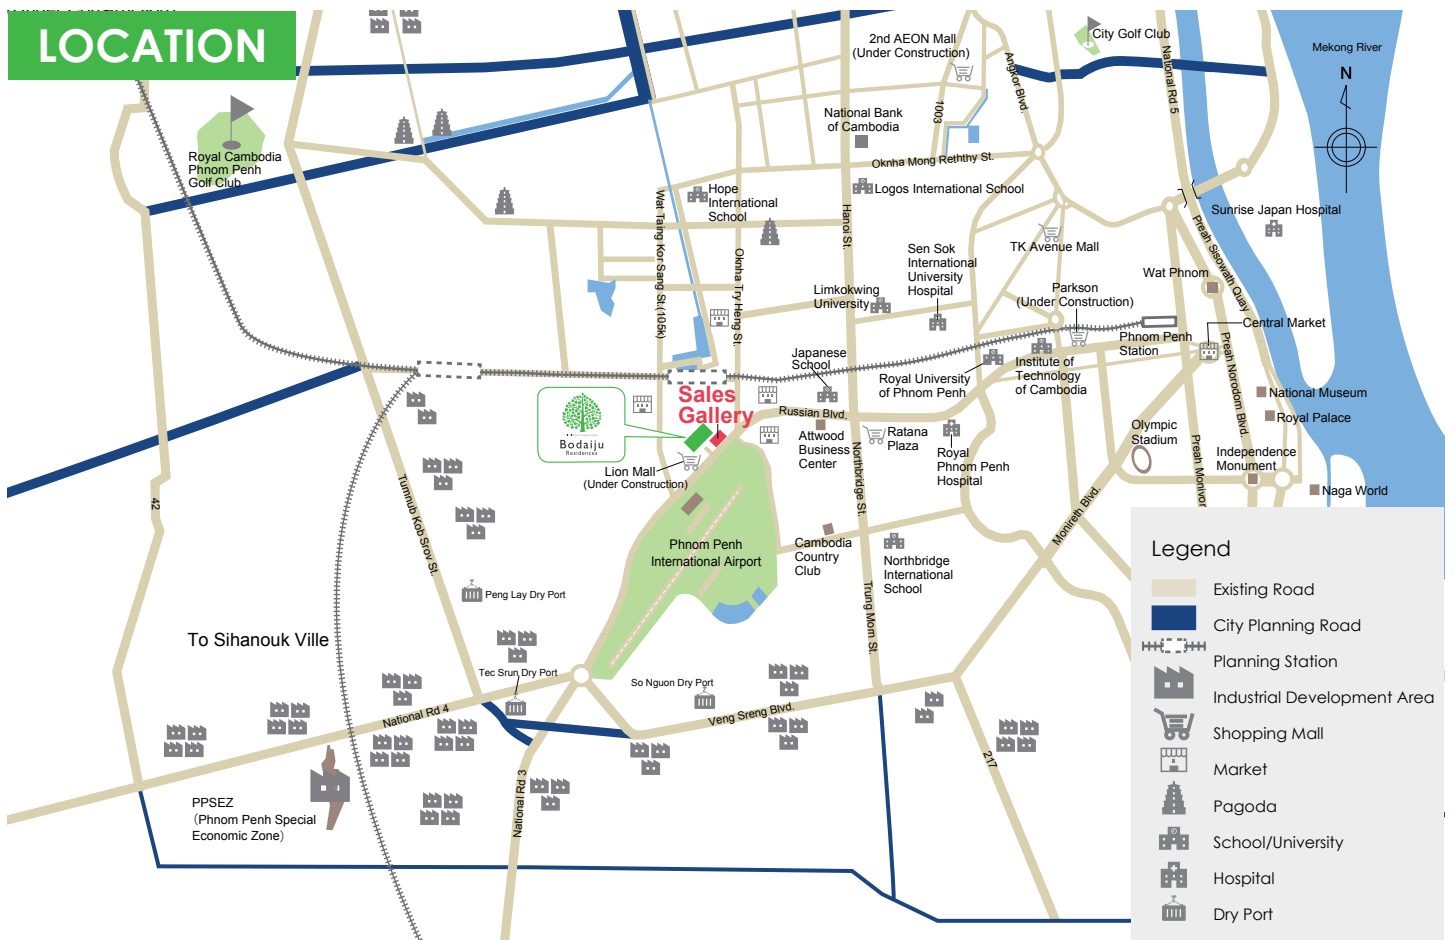 LOCATION
City Golf Club
Mekong River
N
2nd AEON Mall
(Under Construction)
Angkor Blvd.
National Rd 5
1003
National Bank
of Cambodia
Royal Cambodia
Phnom Penh
Golf Club
Oknha Mong Reththy St.
Hope
International
School
Logos International School
Wat Taing Kor Sang St.(105k)
Oknha Try Heng St.
Hanoi St.
Sunrise Japan Hospital
Preah Sisowath Quay
TK Avenue Mall
Sen Sok
International
University
Hospital
Wat Phnom
Limkokwing
University
Parkson
(Under Construction)
Phnom Penh
Station
Central Market
Preah Norodom Blvd.
Japanese
School
Royal University
of Phnom Penh
Institute of
Technology
of Cambodia
National Museum
Royal Palace
Sales
Gallery
Bodaiju
Residences
Russian Blvd.
Attwood
Business
Center
Ratana
Plaza
Royal
Phnom Penh
Hospital
Northbridge St.
Olympic
Stadium
Preah Monivor
Independence
Monument
Naga World
Lion Mall
(Under Construction)
42
Tumnub Kob Srov St.
Monireth Blvd.
Phnom Penh
International Airport
Cambodia
Country
Club
Northbridge
International
School
Trung Mom St.
Peng Lay Dry Port
To Sihanouk Ville
Tec Srun Dry Port
So Nguon Dry Port
National Rd 4
Veng Sreng Blvd.
217
National Rd 3
PPSEZ
(Phnom Penh Special
Economic Zone)
Legend
Existing Road
City Planning Road
Planning Station
Industrial Development Area
Shopping Mall
Market
Pagoda
School/University
Hospital
Dry Port